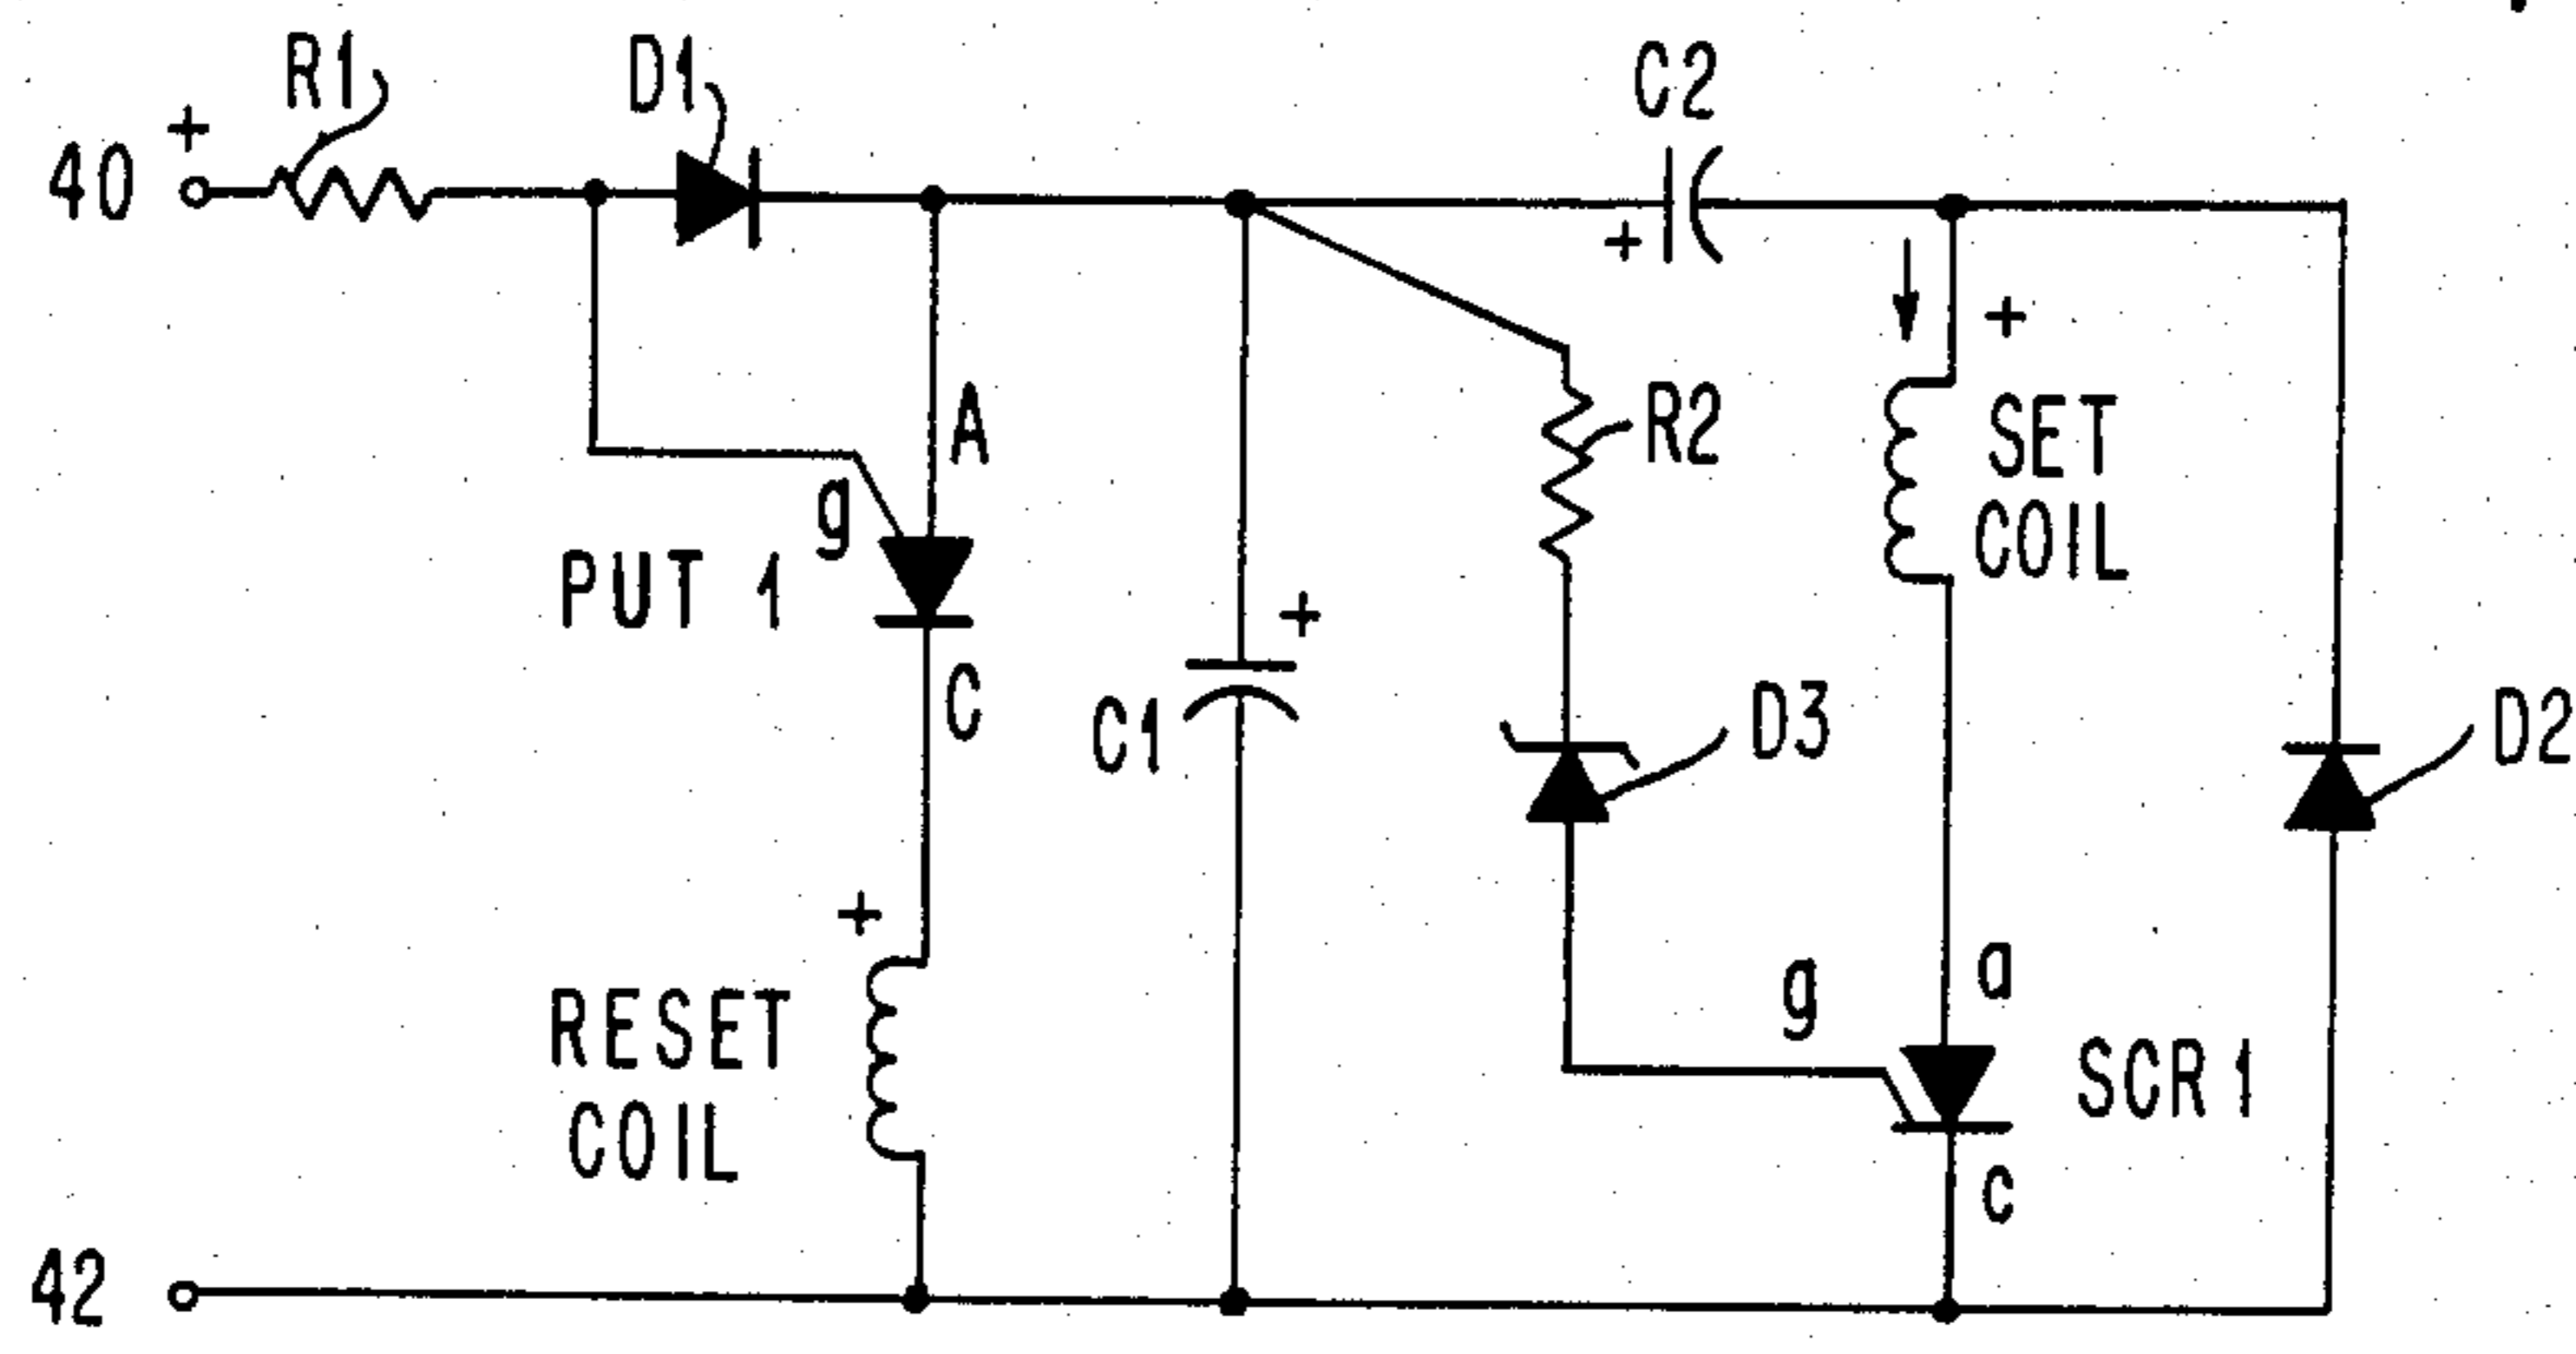 R1
D1
C2
+
40
+
+
A
R2
SET
COIL
g
PUT 1
+
C
C1
D3
D2
+
g
a
RESET
COIL
SCR 1
c
42